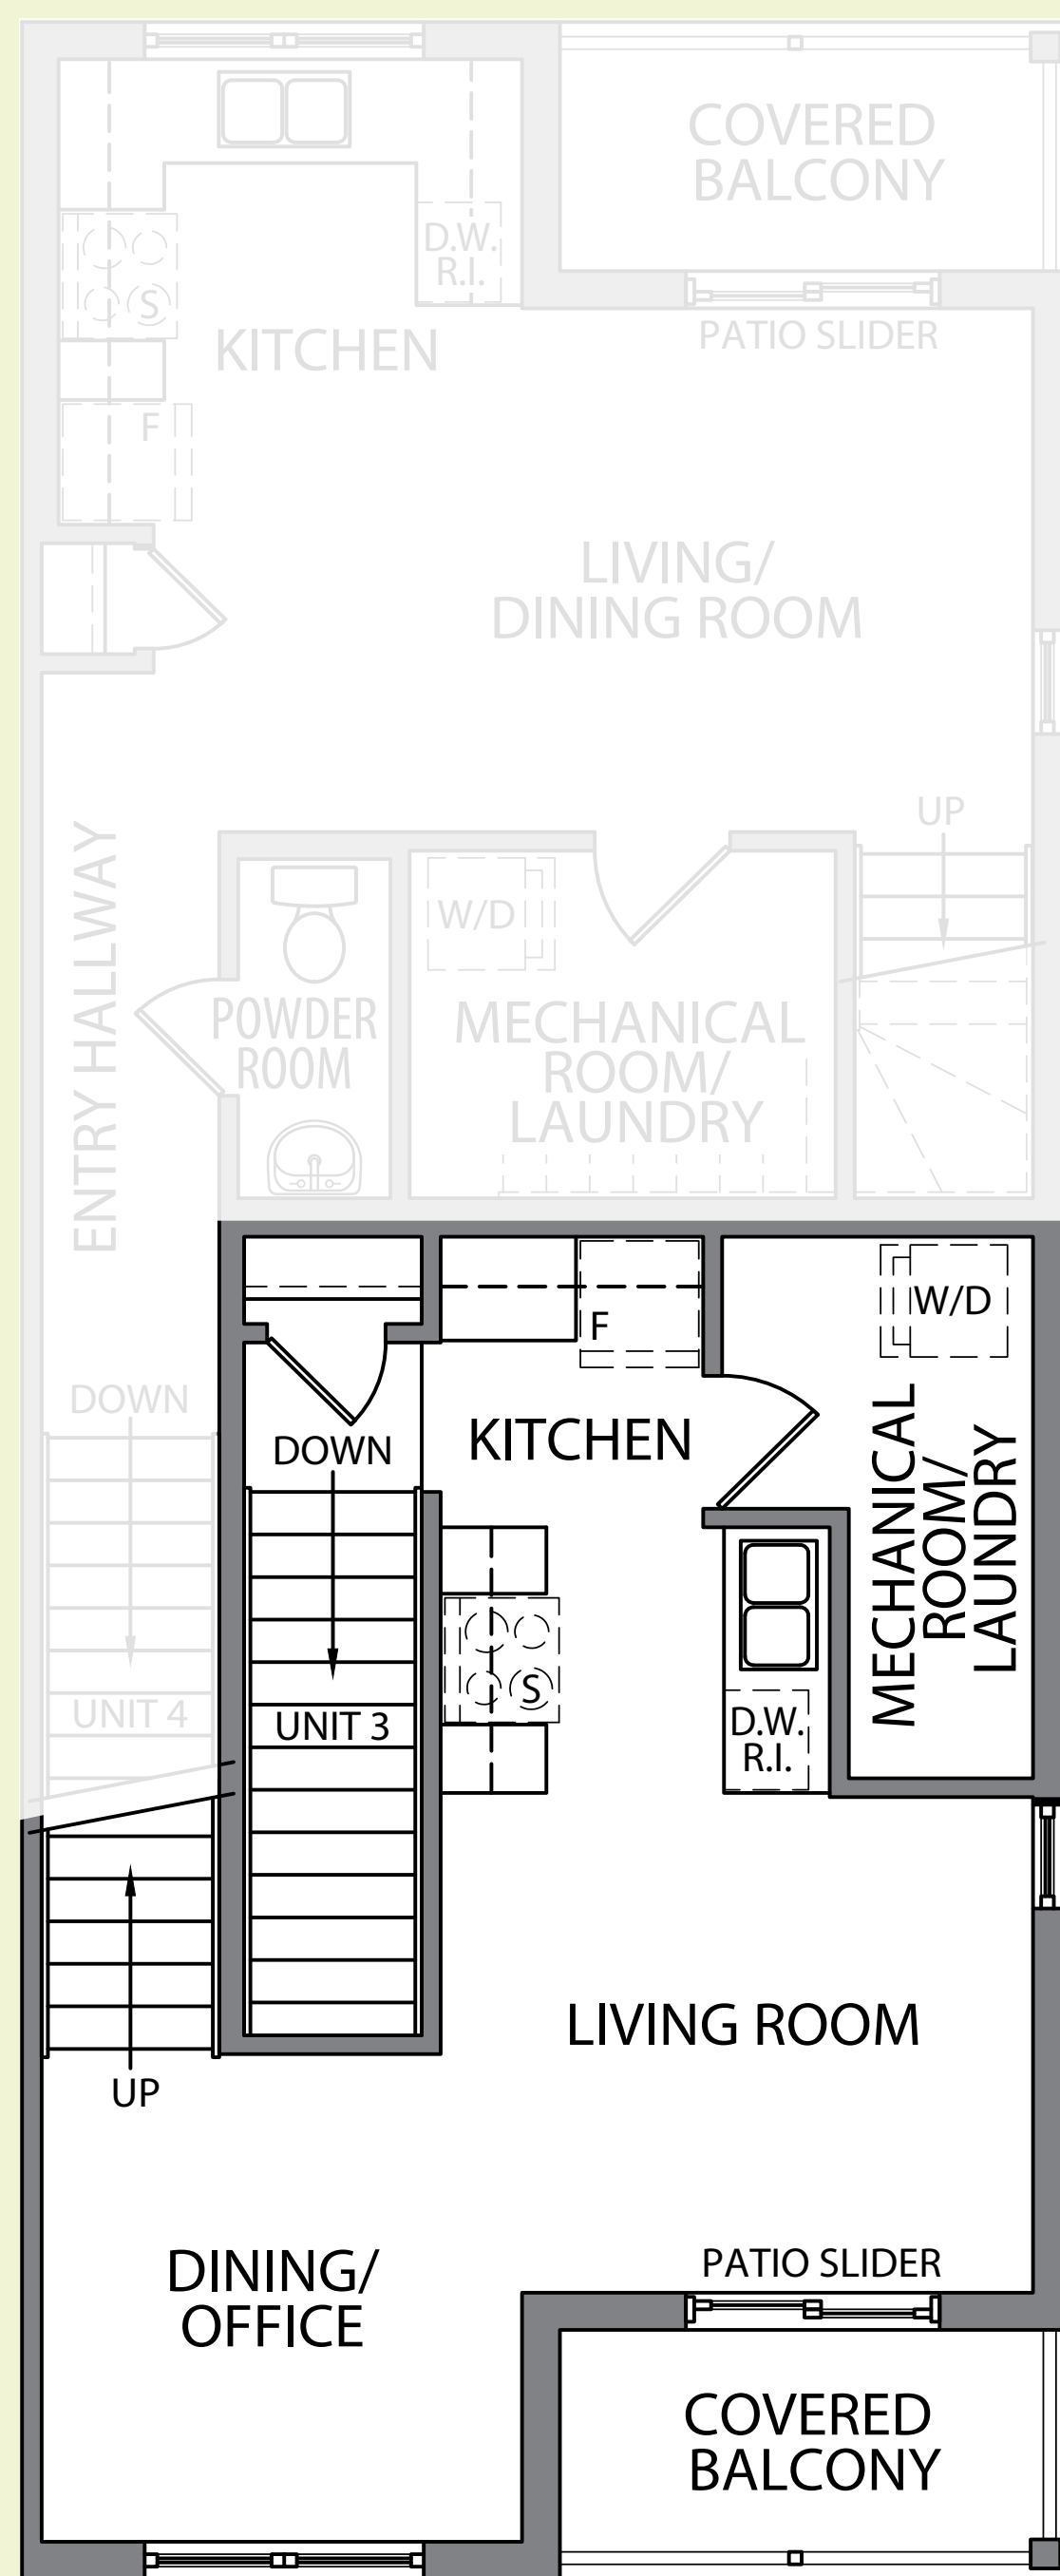 COVERED
BALCONY
D.W.
R.I.
S
KITCHEN
PATIO SLIDER
F
LIVING/
DINING ROOM
UP
ENTRY HALLWAY
W/D
POWDER
ROOM
MECHANICAL
ROOM/
LAUNDRY
W/D
F
DOWN
KITCHEN
DOWN
MECHANICAL
ROOM/
LAUNDRY
S
UNIT 4
UNIT 3
D.W.
R.I.
LIVING ROOM
UP
DINING/
OFFICE
PATIO SLIDER
COVERED
BALCONY